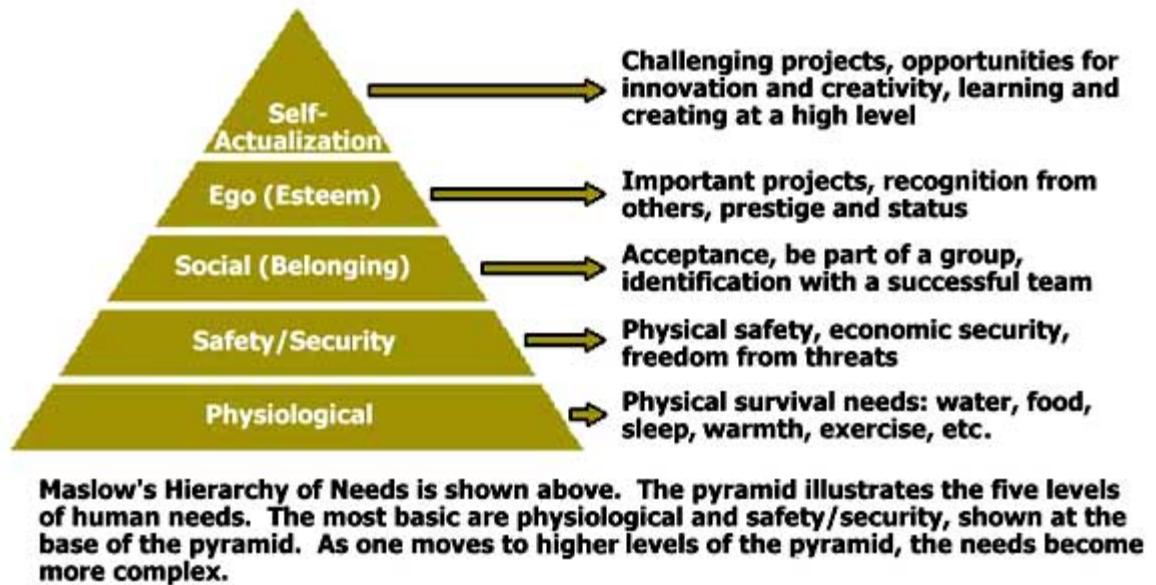 Self-
Actualization
Challenging projects, opportunities for
innovation and creativity, learning and
creating at a high level
Ego (Esteem)
Important projects, recognition from
others, prestige and status
Social (Belonging)
Acceptance, be part of a group,
identification with a successful team
Safety/Security
Physical safety, economic security,
freedom from threats
Physiological
Physical survival needs: water, food,
sleep, warmth, exercise, etc.
Maslow's Hierarchy of Needs is shown above.  The pyramid illustrates the five levels
of human needs.  The most basic are physiological and safety/security, shown at the
base of the pyramid.  As one moves to higher levels of the pyramid, the needs become
more complex.